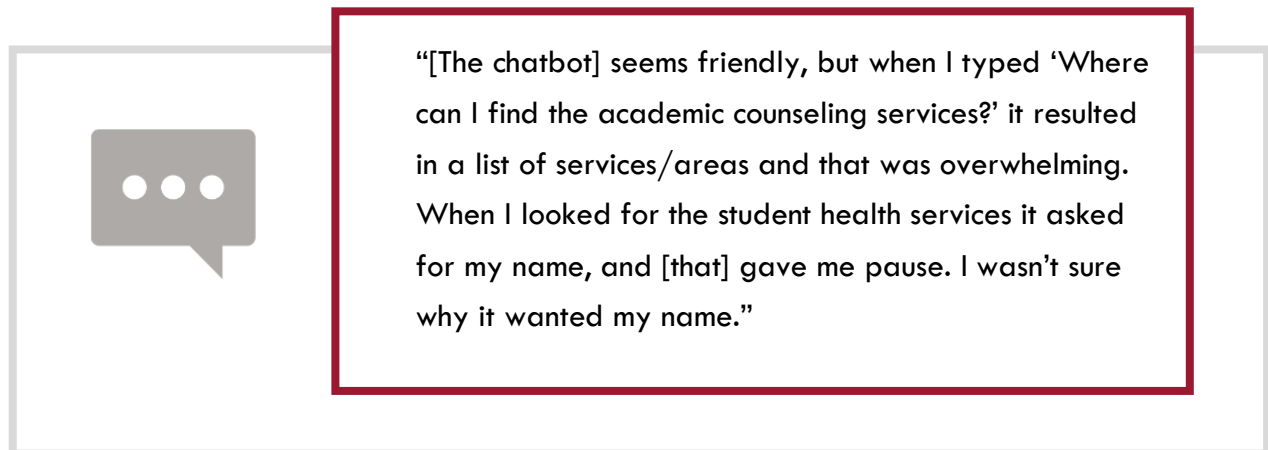 “[The chatbot] seems friendly, but when I typed ‘Where
can I find the academic counseling services?’ it resulted
in a list of services/areas and that was overwhelming.
When I looked for the student health services it asked
for my name, and [that] gave me pause. I wasn’t sure
why it wanted my name.”